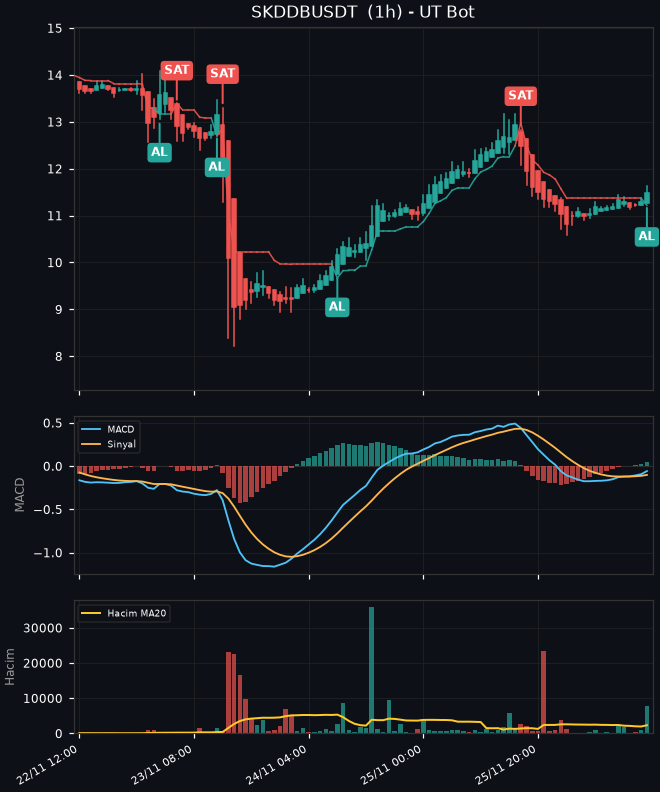 SKDDBUSDT (1h) - UT Bot
15
14
13
12
11
10
9
8
SAT
SAT
AL
AL
SAT
AL
AL
0.5
0.0
−0.5
−1.0
MACD
MACD
Sinyal
30000
20000
10000
0
Hacim
Hacim MA20
22/11 12:00
23/11 08:00
24/11 04:00
25/11 00:00
25/11 20:00